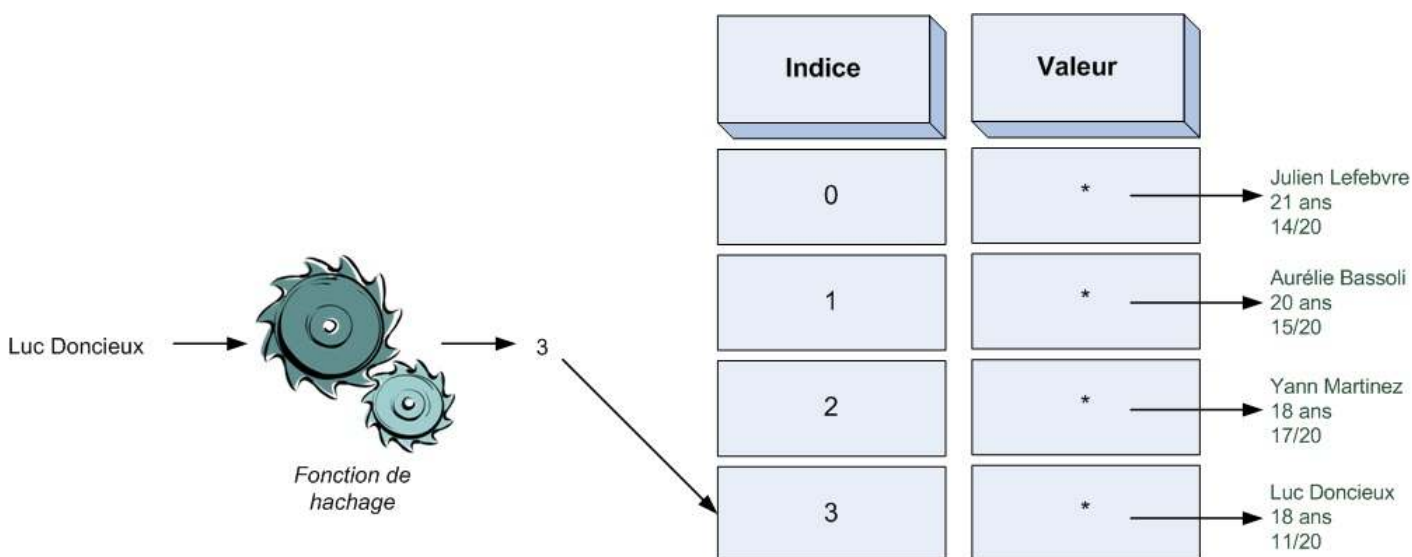 Indice
Valeur
0
*
Julien Lefebvre
21 ans
14/20
1
*
Aurélie Bassoli
20 ans
15/20
Luc Doncieux
3
2
*
Yann Martinez
18 ans
17/20
Fonction de
hachage
3
*
Luc Doncieux
18 ans
11/20